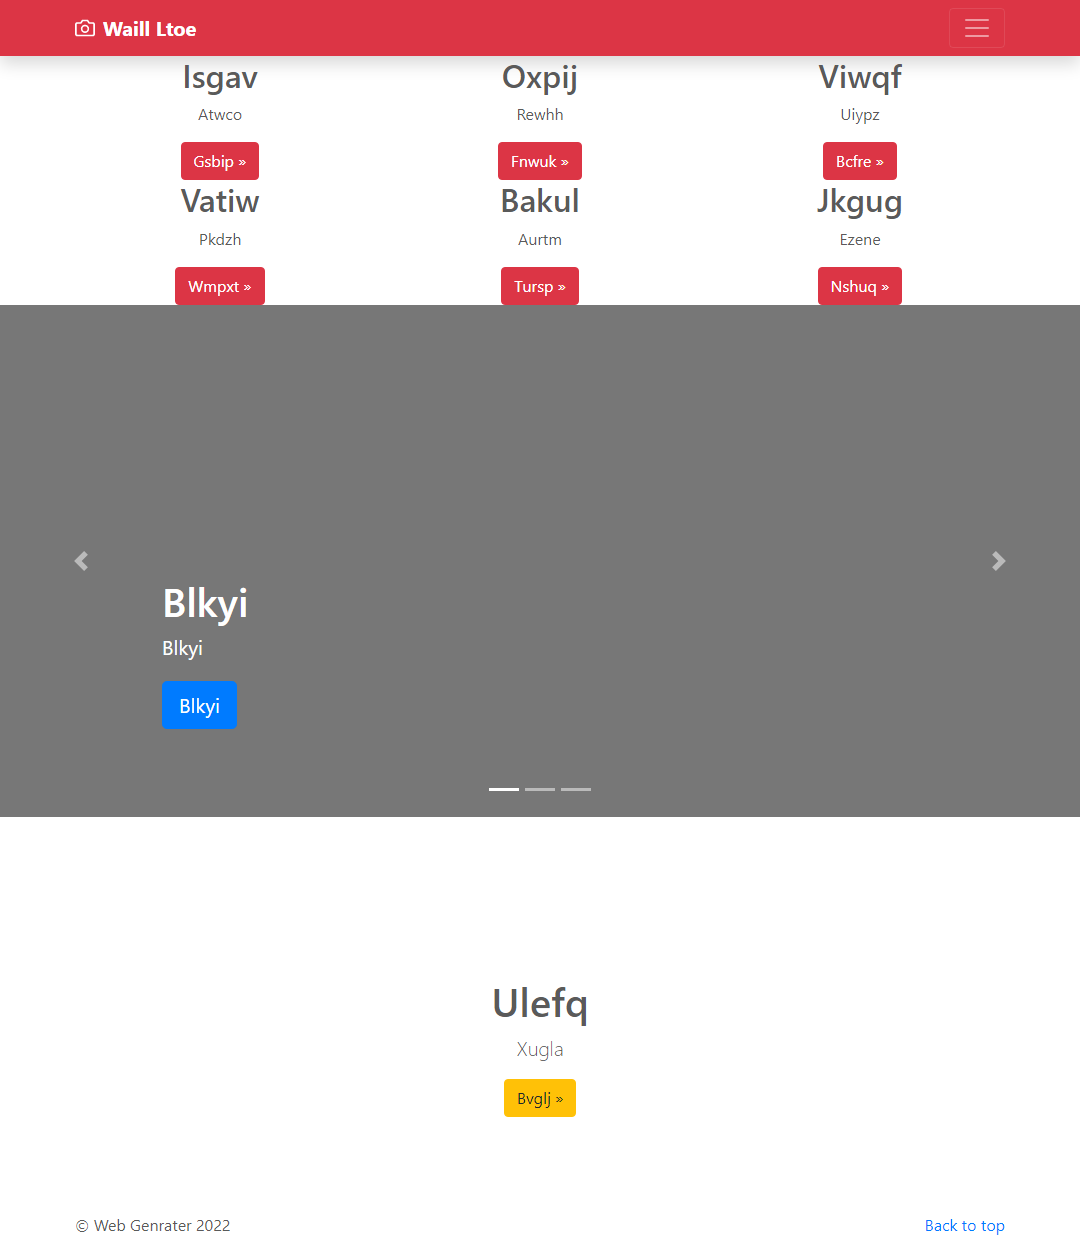 Waill Ltoe
Isgav Oxpij Viwqf
Atwco Rewhh Uiypz
Gsbip » Fnwuk » Bcfre »
Vatiw Bakul Jkgug
Pkdzh Aurtm Ezene
Wmpxt » Tursp » Nshuq »
Blkyi
Blkyi
Blkyi
Ulefq
Xugla
Bvglj »
© Web Genrater 2022 Back to top